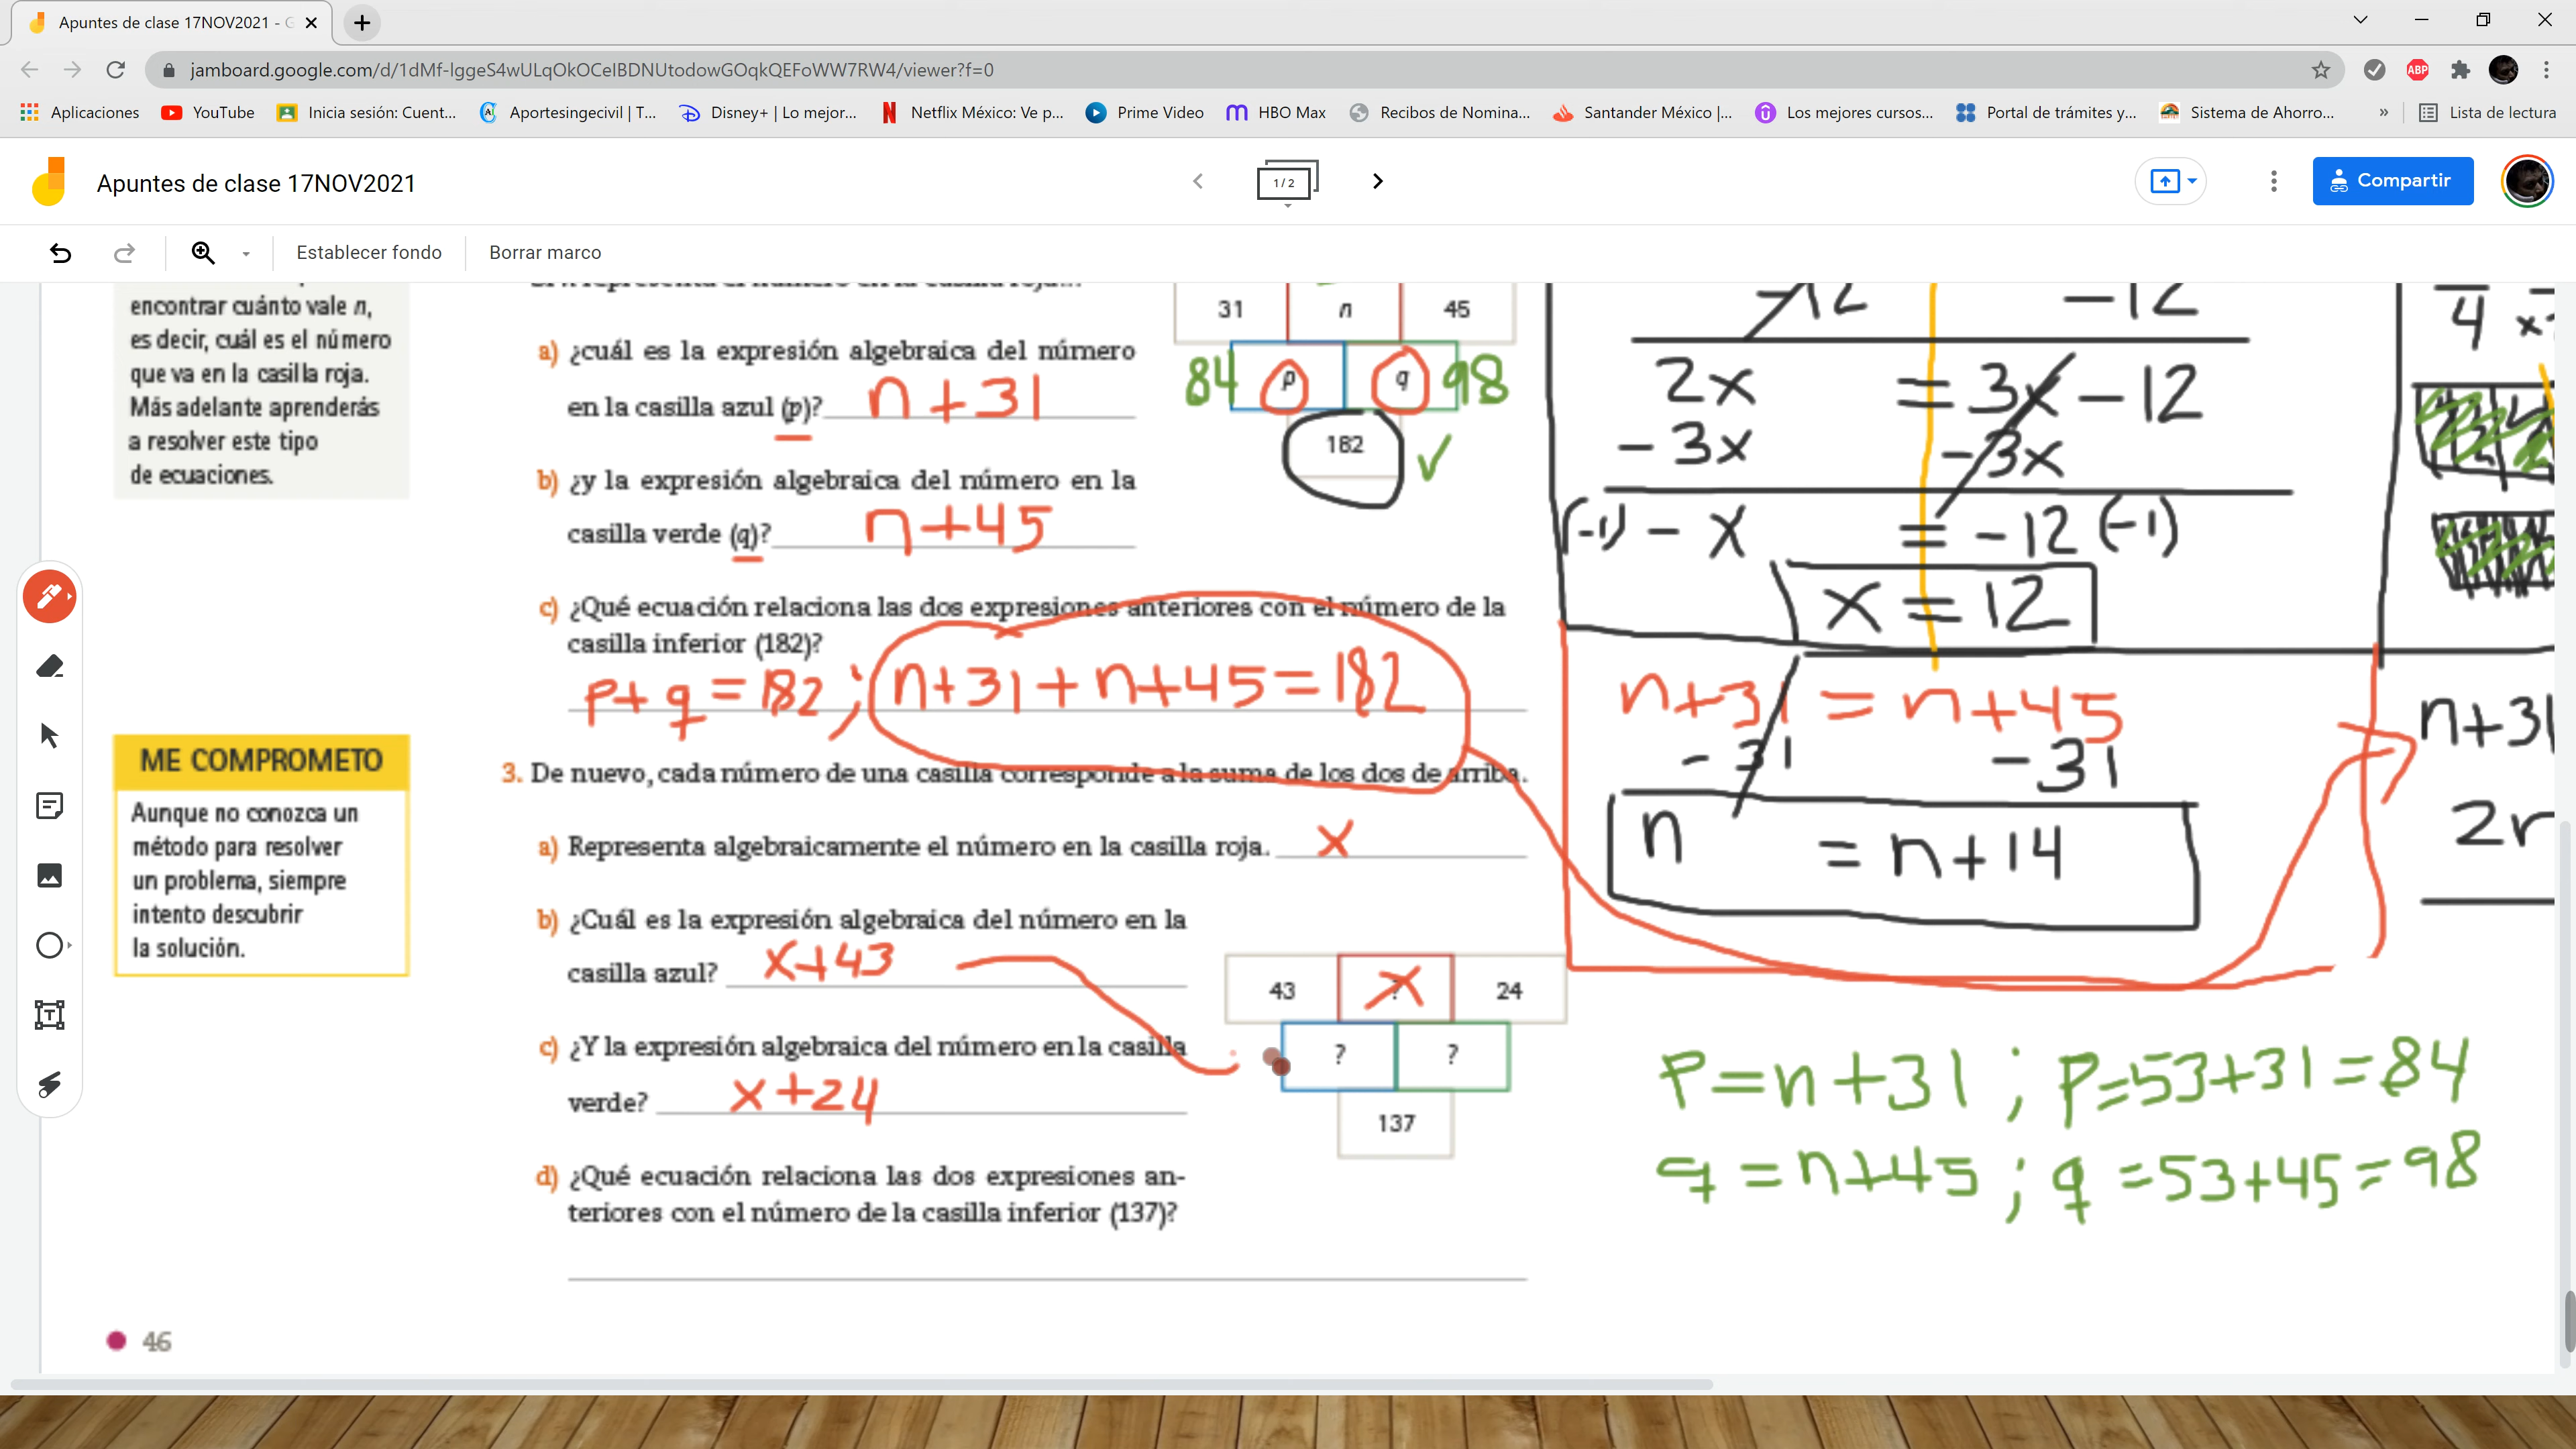 Apuntes de clase 17NOV2021 - G
jamboard.google.com/d/1dMf-lggeS4wULqOkOCeIBDNUtodowGOqkQEFoWW7RW4/viewer?f=0
ABP
Aplicaciones YouTube Inicia sesión: Cuent... Aportesingecivil | T... Disney+ | Lo mejor... Netflix México: Ve p... Prime Video HBO Max Recibos de Nomina... Santander México |... Los mejores cursos... Portal de trámites y... Sistema de Ahorro... » Lista de lectura
Apuntes de clase 17NOV2021
1 / 2
Compartir
Establecer fondo Borrar marco
encontrar cuánto vale n,
es decir, cuál es el número
que va en la casilla roja.
Más adelante aprenderás
a resolver este tipo
de ecuaciones.
31 n 45
a) ¿cuál es la expresión algebraica del número
en la casilla azul (p)? n+31
84 p q 98
182 ✓
b) ¿y la expresión algebraica del número en la
casilla verde (q)? n+45
c) ¿Qué ecuación relaciona las dos expresiones anteriores con el número de la
casilla inferior (182)?
p+q=182; n+31+n+45=182
ME COMPROMETO
Aunque no conozca un
método para resolver
un problema, siempre
intento descubrir
la solución.
3. De nuevo, cada número de una casilla corresponde a la suma de los dos de arriba.
a) Representa algebraicamente el número en la casilla roja. x
b) ¿Cuál es la expresión algebraica del número en la
casilla azul? x+43
c) ¿Y la expresión algebraica del número en la casilla
verde? x+24
43 x 24
? ?
137
d) ¿Qué ecuación relaciona las dos expresiones an-
teriores con el número de la casilla inferior (137)?
46
-12 -12
2x = 3x-12
-3x -3x
(-1) -x = -12 (-1)
x = 12
n+31 = n+45
-31 -31
n = n+14
4 x
n+31
P=n+31; P=53+31=84
q=n+45; q=53+45=98